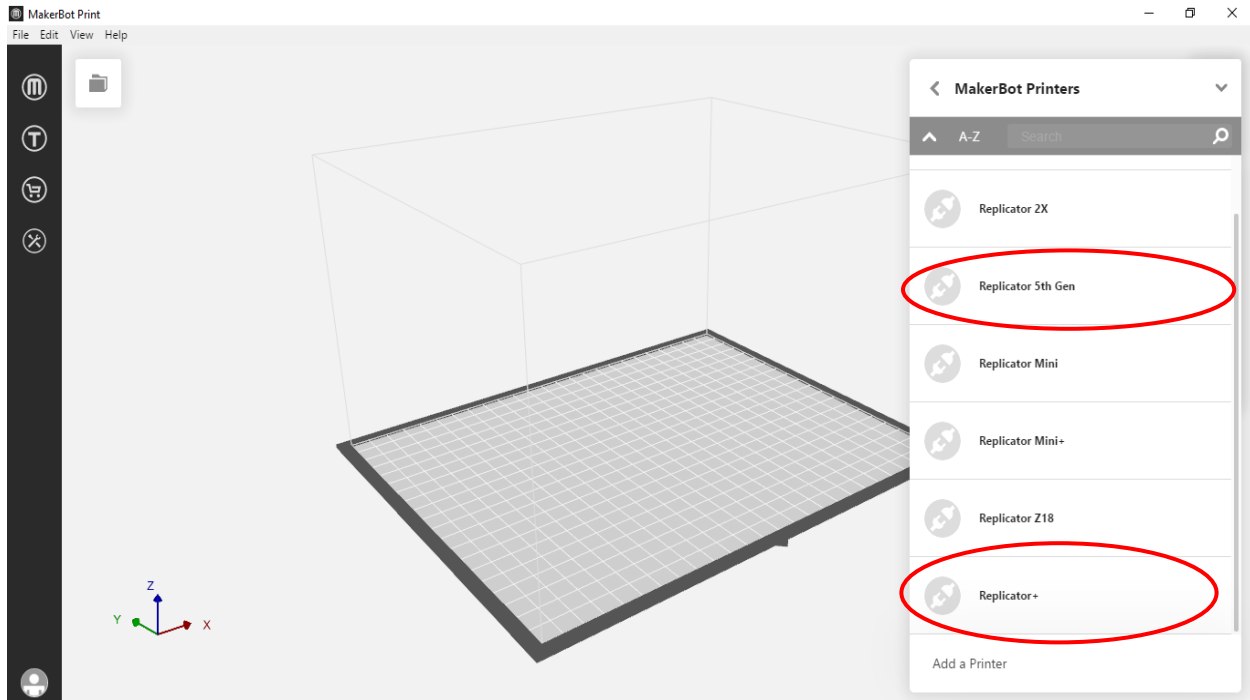 MakerBot Print
File Edit View Help
MakerBot Printers
A-Z Search
Replicator 2X
Replicator 5th Gen
Replicator Mini
Replicator Mini+
Replicator Z18
Replicator+
Add a Printer
Z
Y X